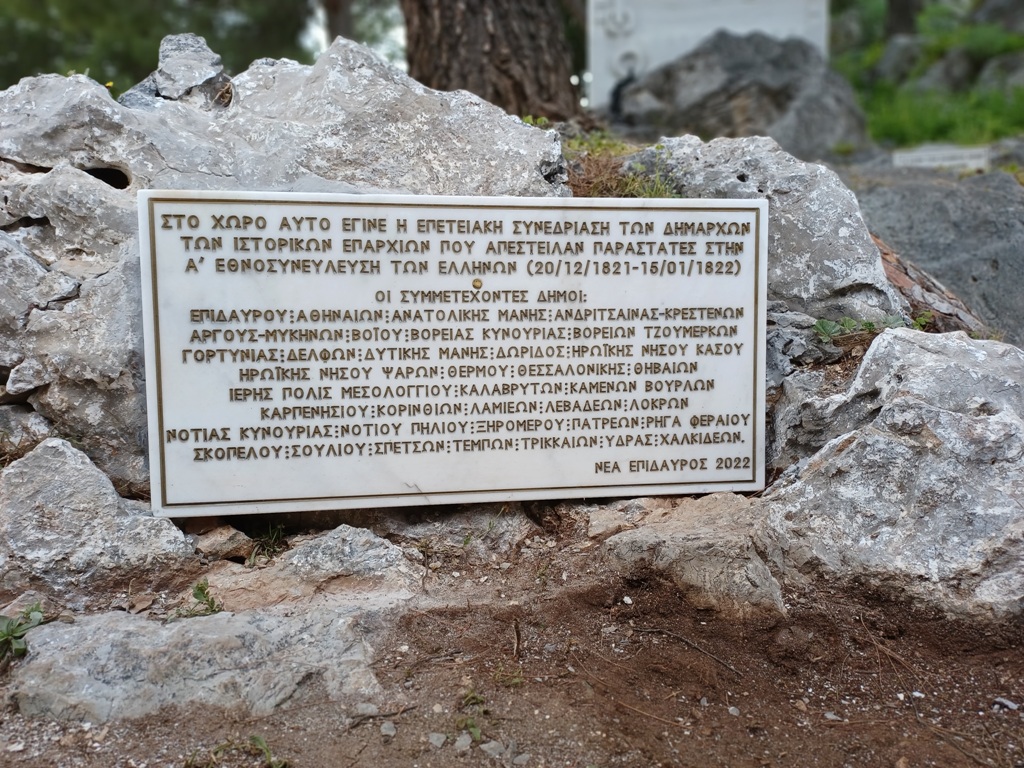 ΣΤΟ ΧΩΡΟ ΑΥΤΟ ΕΓΙΝΕ Η ΕΠΕΤΕΙΑΚΗ ΣΥΝΕΔΡΙΑΣΗ ΤΩΝ ΔΗΜΑΡΧΩΝ
ΤΩΝ ΙΣΤΟΡΙΚΩΝ ΕΠΑΡΧΙΩΝ ΠΟΥ ΑΠΕΣΤΕΙΛΑΝ ΠΑΡΑΣΤΑΤΕΣ ΣΤΗΝ
Α' ΕΘΝΟΣΥΝΕΥΛΕΥΣΗ ΤΩΝ ΕΛΛΗΝΩΝ (20/12/1821-15/01/1822)
ΟΙ ΣΥΜΜΕΤΕΧΟΝΤΕΣ ΔΗΜΟΙ:
ΕΠΙΔΑΥΡΟΥ⁝ΑΘΗΝΑΙΩΝ⁝ΑΝΑΤΟΛΙΚΗΣ ΜΑΝΗΣ⁝ΑΝΔΡΙΤΣΑΙΝΑΣ-ΚΡΕΣΤΕΝΩΝ
ΑΡΓΟΥΣ-ΜΥΚΗΝΩΝ⁝ΒΟΪΟΥ⁝ΒΟΡΕΙΑΣ ΚΥΝΟΥΡΙΑΣ⁝ΒΟΡΕΙΩΝ ΤΖΟΥΜΕΡΚΩΝ
ΓΟΡΤΥΝΙΑΣ⁝ΔΕΛΦΩΝ⁝ΔΥΤΙΚΗΣ ΜΑΝΗΣ⁝ΔΩΡΙΔΟΣ⁝ΗΡΩΪΚΗΣ ΝΗΣΟΥ ΚΑΣΟΥ
ΗΡΩΪΚΗΣ ΝΗΣΟΥ ΨΑΡΩΝ⁝ΘΕΡΜΟΥ⁝ΘΕΣΣΑΛΟΝΙΚΗΣ⁝ΘΗΒΑΙΩΝ
ΙΕΡΗΣ ΠΟΛΙΣ ΜΕΣΟΛΟΓΓΙΟΥ⁝ΚΑΛΑΒΡΥΤΩΝ⁝ΚΑΜΕΝΩΝ ΒΟΥΡΛΩΝ
ΚΑΡΠΕΝΗΣΙΟΥ⁝ΚΟΡΙΝΘΙΩΝ⁝ΛΑΜΙΕΩΝ⁝ΛΕΒΑΔΕΩΝ⁝ΛΟΚΡΩΝ
ΝΟΤΙΑΣ ΚΥΝΟΥΡΙΑΣ⁝ΝΟΤΙΟΥ ΠΗΛΙΟΥ⁝ΞΗΡΟΜΕΡΟΥ⁝ΠΑΤΡΕΩΝ⁝ΡΗΓΑ ΦΕΡΑΙΟΥ
ΣΚΟΠΕΛΟΥ⁝ΣΟΥΛΙΟΥ⁝ΣΠΕΤΣΩΝ⁝ΤΕΜΠΩΝ⁝ΤΡΙΚΚΑΙΩΝ⁝ΥΔΡΑΣ⁝ΧΑΛΚΙΔΕΩΝ.
ΝΕΑ ΕΠΙΔΑΥΡΟΣ 2022